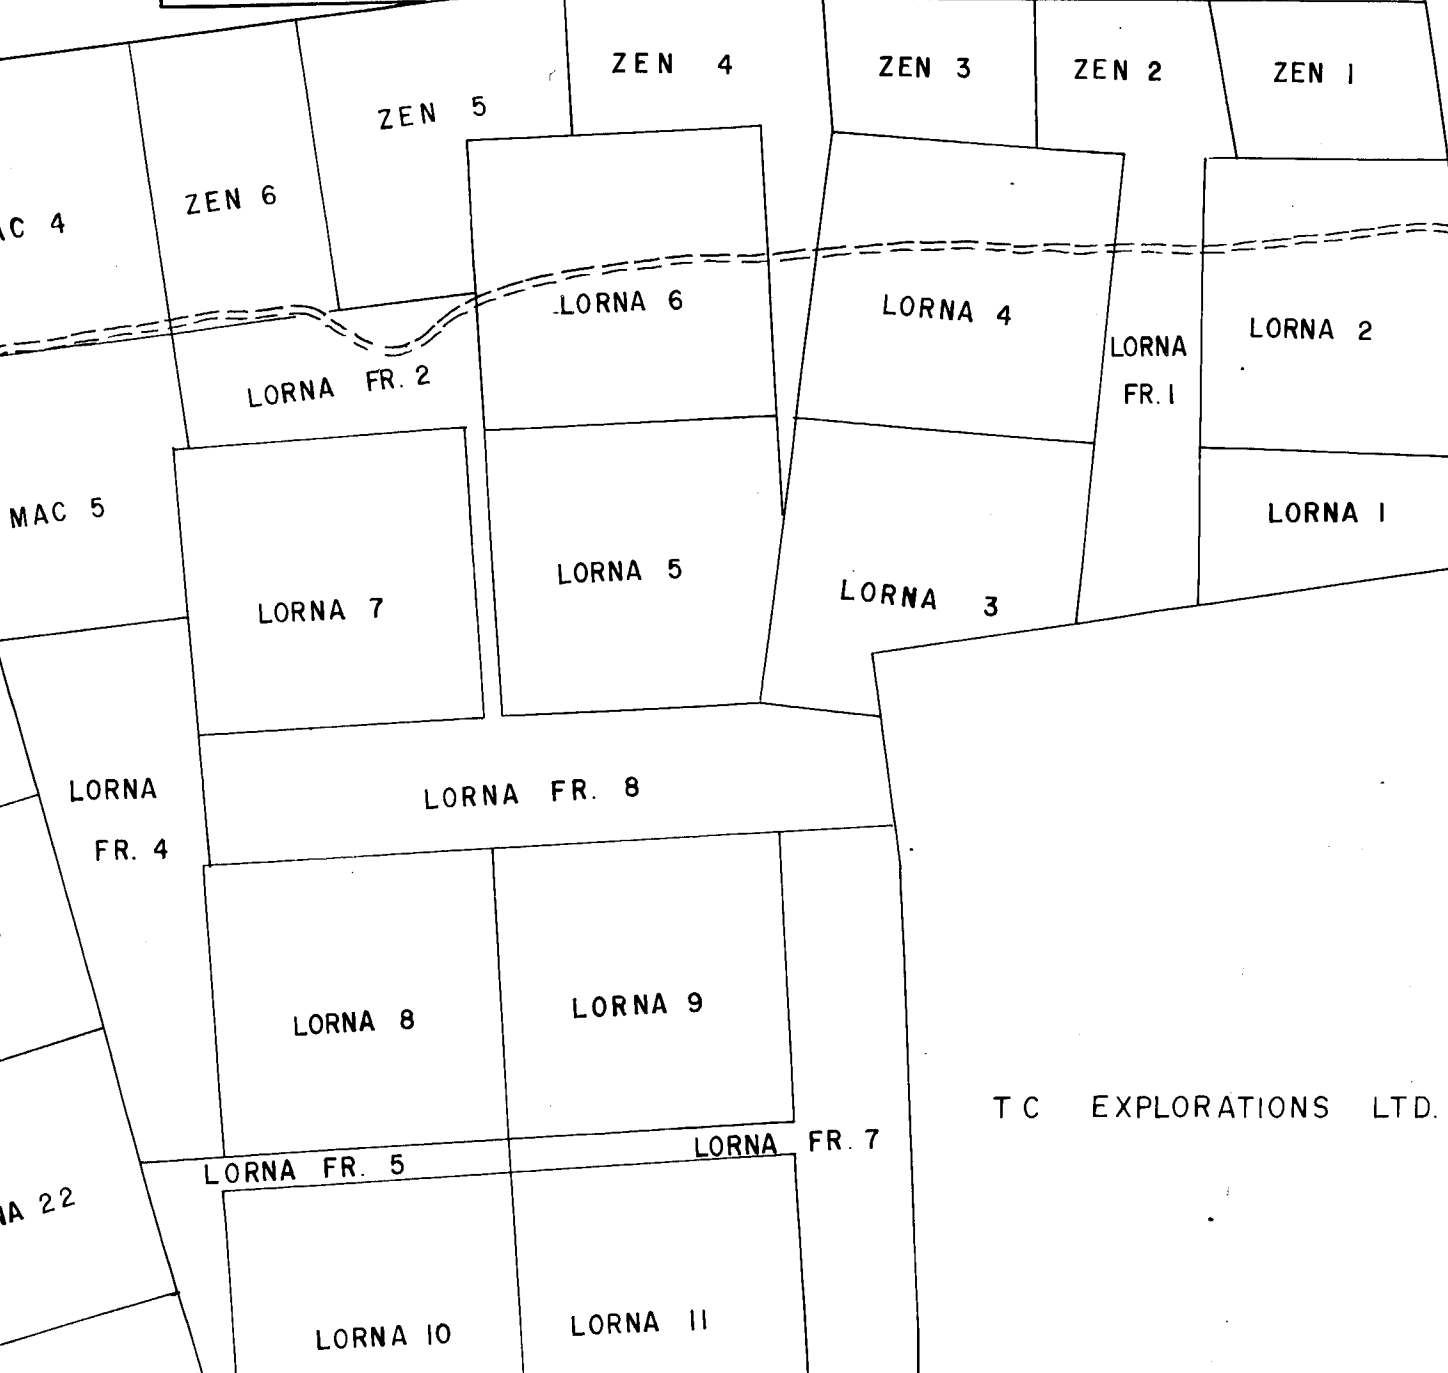 ZEN 4
ZEN 3
ZEN 2
ZEN 1
ZEN 5
ZEN 6
AC 4
LORNA 6
LORNA 4
LORNA 2
LORNA
FR. 1
LORNA FR. 2
MAC 5
LORNA 1
LORNA 7
LORNA 5
LORNA 3
LORNA
FR. 4
LORNA FR. 8
LORNA 8
LORNA 9
T C EXPLORATIONS LTD.
LORNA FR. 5
LORNA FR. 7
NA 22
LORNA 10
LORNA 11